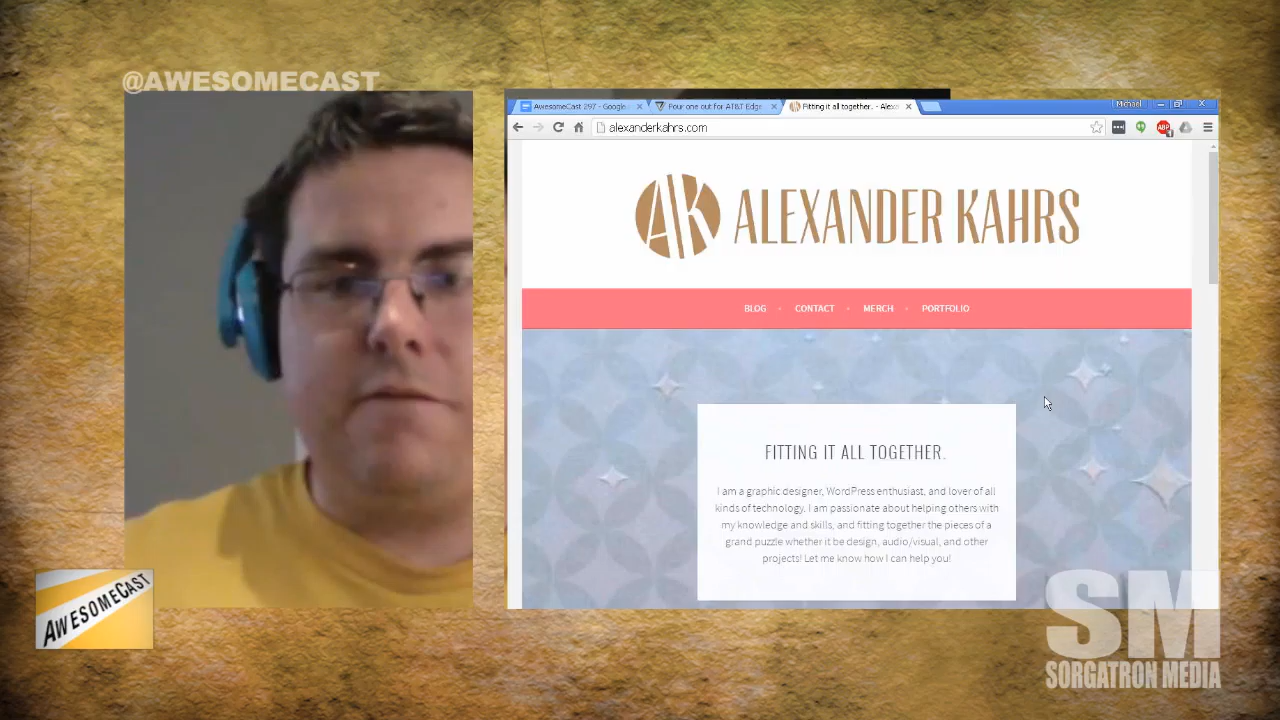 @AWESOMECAST
AwesomeCast 297 - Google
Pour one out for AT&T Edge
Fitting it all together. - Alex
Michael
alexanderkahrs.com
ABP
AK ALEXANDER KAHRS
BLOG
CONTACT
MERCH
PORTFOLIO
FITTING IT ALL TOGETHER.
I am a graphic designer, WordPress enthusiast, and lover of all
kinds of technology. I am passionate about helping others with
my knowledge and skills, and fitting together the pieces of a
grand puzzle whether it be design, audio/visual, and other
projects! Let me know how I can help you!
AWESOMECAST
SM
SORGATRON MEDIA